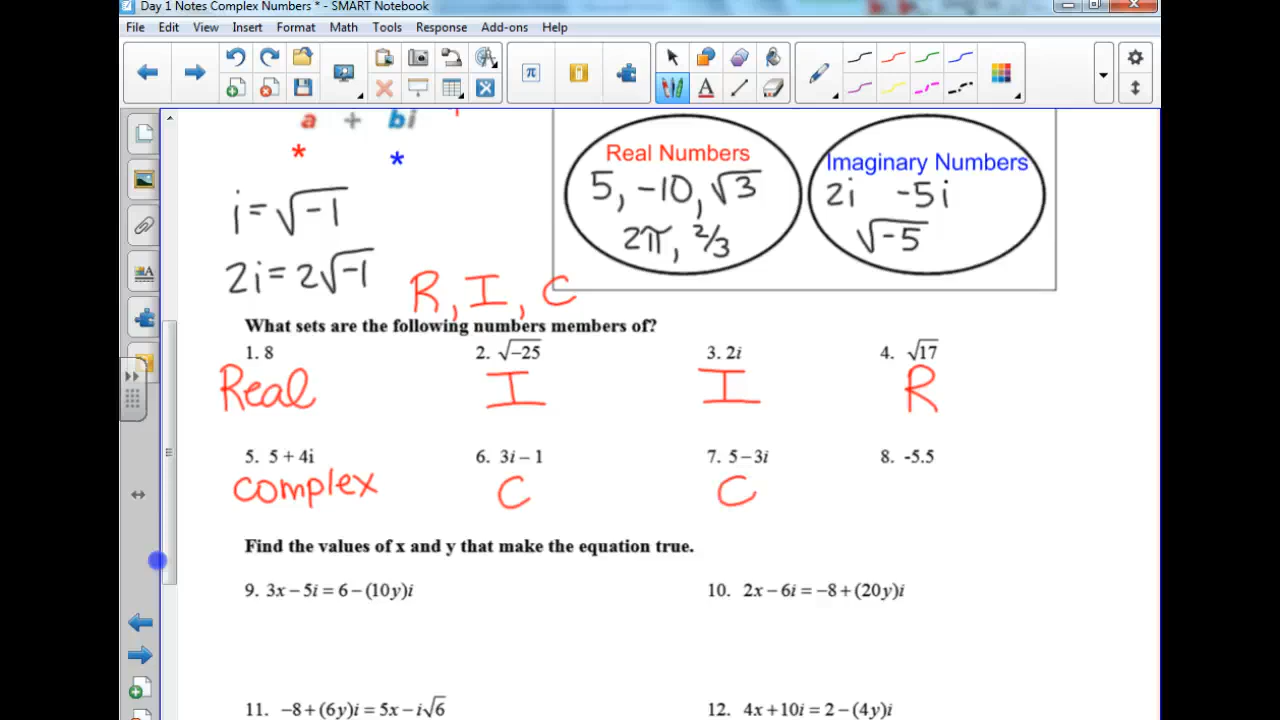 Day 1 Notes Complex Numbers * - SMART Notebook
File Edit View Insert Format Math Tools Response Add-ons Help
a + bi
* *
i = √-1
2i = 2√-1
Real Numbers
5, -10, √3
2π, 2/3
Imaginary Numbers
2i -5i
√-5
R, I, C
What sets are the following numbers members of?
1. 8 2. √-25 3. 2i 4. √17
Real I I R
5. 5 + 4i 6. 3i – 1 7. 5 – 3i 8. -5.5
complex C C
Find the values of x and y that make the equation true.
9. 3x – 5i = 6 – (10y)i 10. 2x – 6i = –8 + (20y)i
11. –8 + (6y)i = 5x – i√6 12. 4x + 10i = 2 – (4y)i